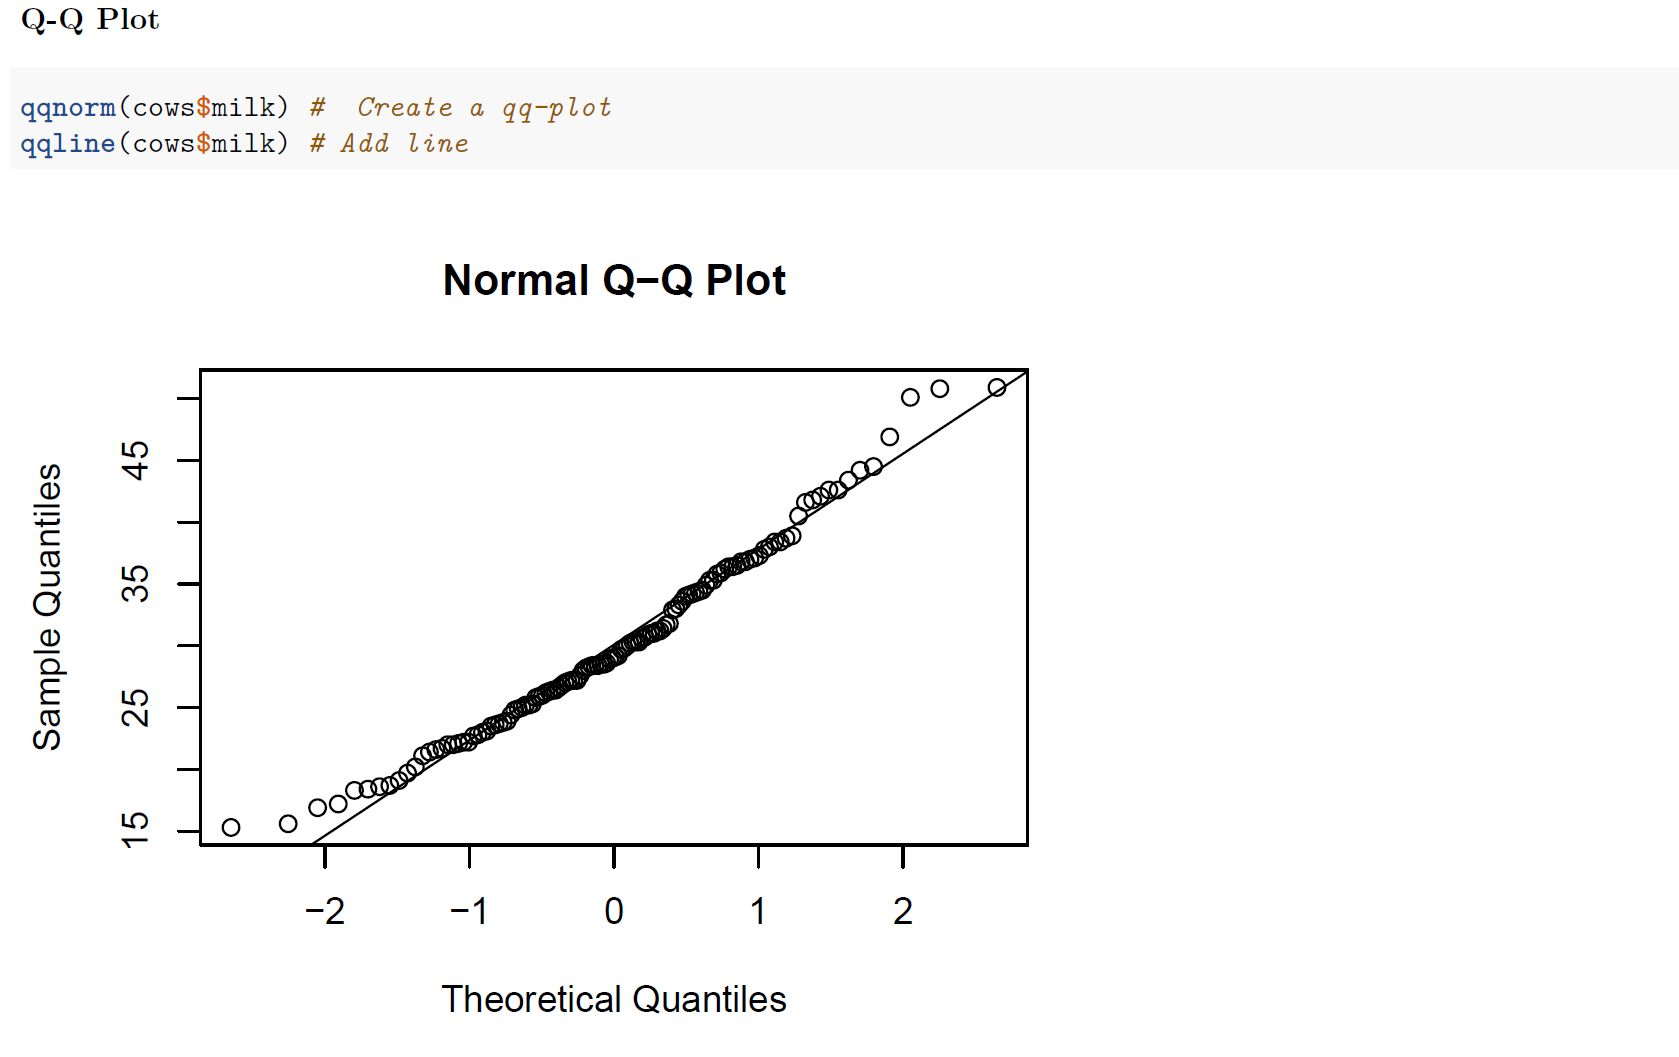 Q-Q Plot
qqnorm(cows$milk) #  Create a qq-plot
qqline(cows$milk) # Add line
Normal Q−Q Plot
45
35
25
15
Sample Quantiles
−2 −1 0 1 2
Theoretical Quantiles